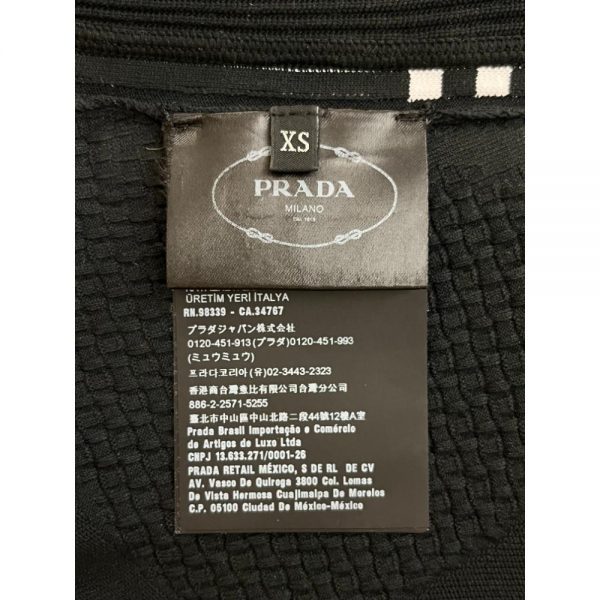 XS
PRADA
MILANO
ÜRETİM YERİ İTALYA
RN.98339 - CA.34767
プラダジャパン株式会社
0120-451-913 (プラダ) 0120-451-993
(ミュウミュウ)
프라다코리아 (유)02-3443-2323
香港商台灣普比有限公司台灣分公司
886-2-2571-5255
臺北市中山區中山北路二段44號12樓A室
Prada Brasil Importação e Comércio
de Artigos de Luxo Ltda
CNPJ 13.633.271/0001-26
PRADA RETAIL MÉXICO, S DE RL DE CV
AV. Vasco De Quiroga 3800 Col. Lomas
De Vista Hermosa Cuajimalpa De Morelos
C.P. 05100 Ciudad De México-México